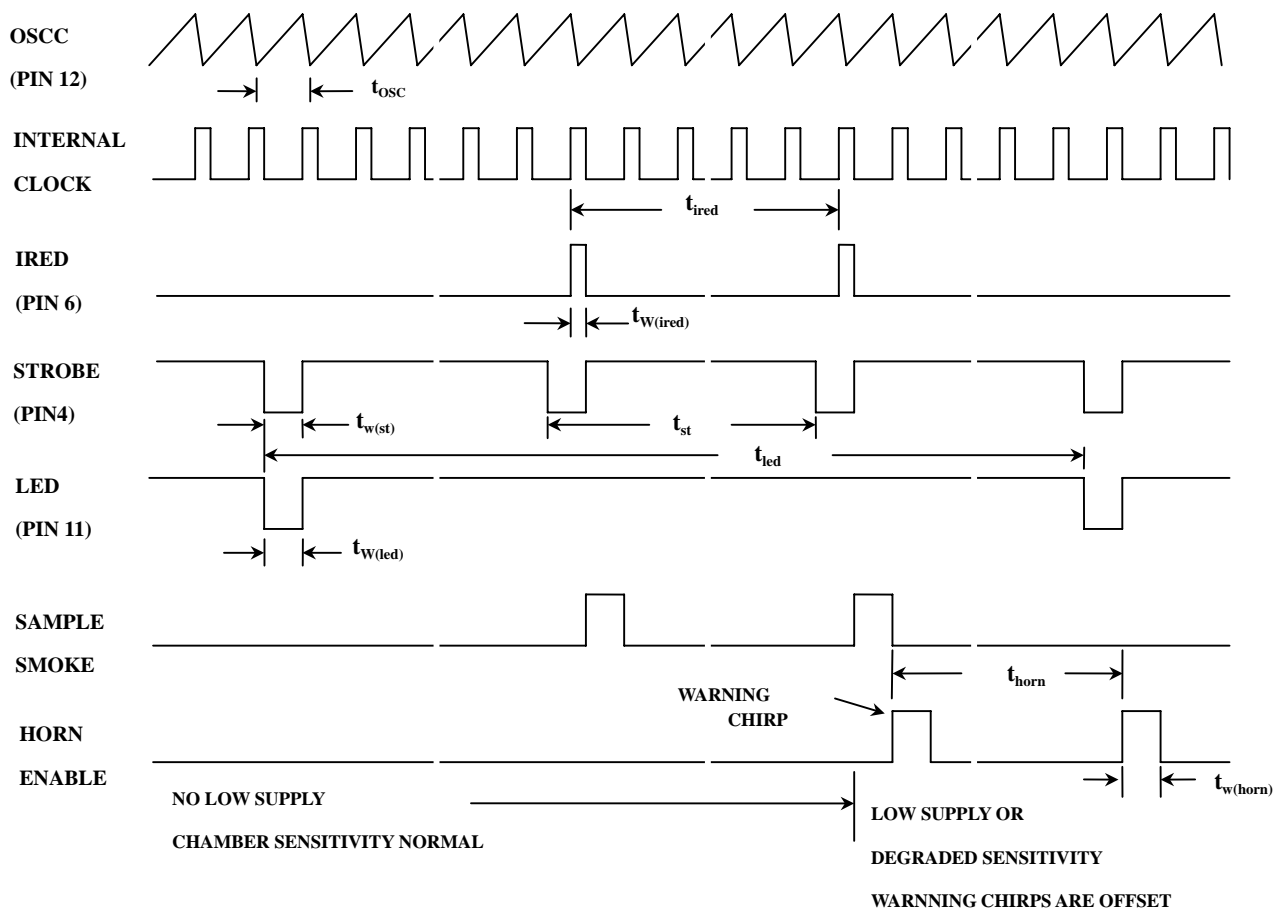 OSCC
(PIN 12)
tOSC
INTERNAL
CLOCK
tired
IRED
(PIN 6)
tW(ired)
STROBE
(PIN4)
tw(st)
tst
tled
LED
(PIN 11)
tW(led)
SAMPLE
SMOKE
thorn
WARNING
CHIRP
HORN
ENABLE
tw(horn)
NO LOW SUPPLY
CHAMBER SENSITIVITY NORMAL
LOW SUPPLY OR
DEGRADED SENSITIVITY
WARNNING CHIRPS ARE OFFSET